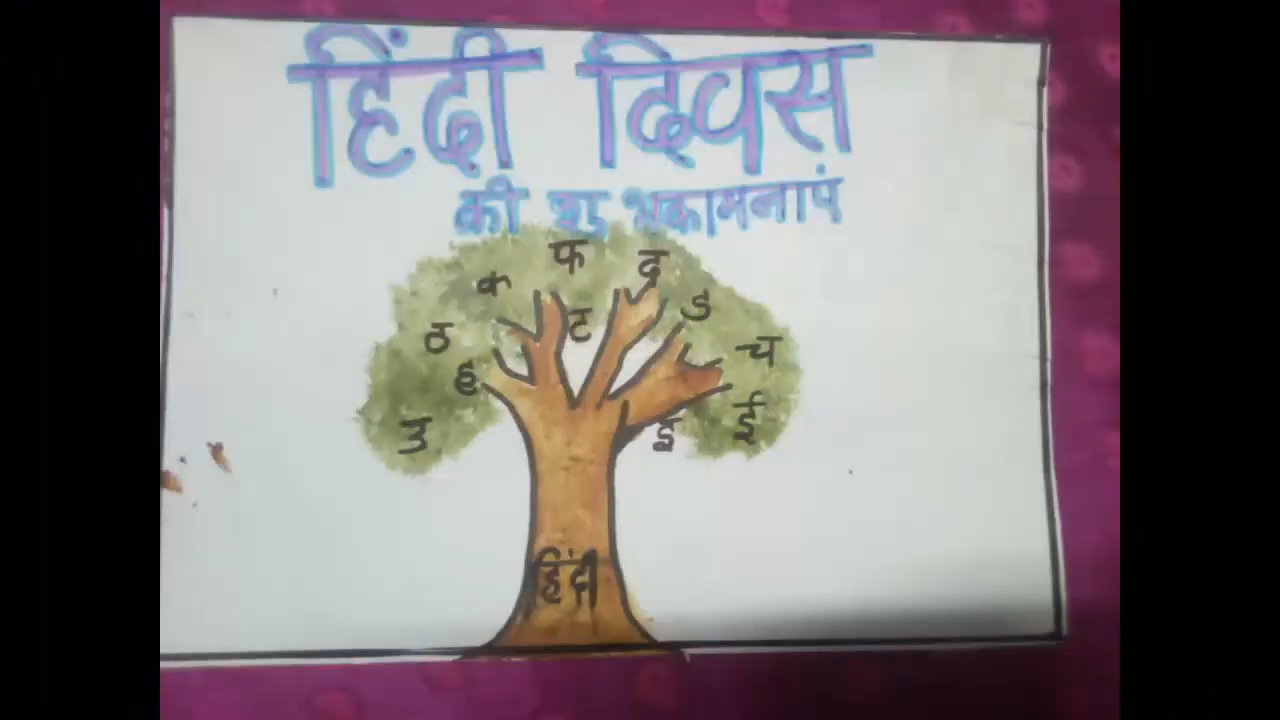 हिंदी दिवस
की शुभकामनापं
फ
द्र
क
ड
ट
ठ
च
ह
उ
ई
इ
हिंदी